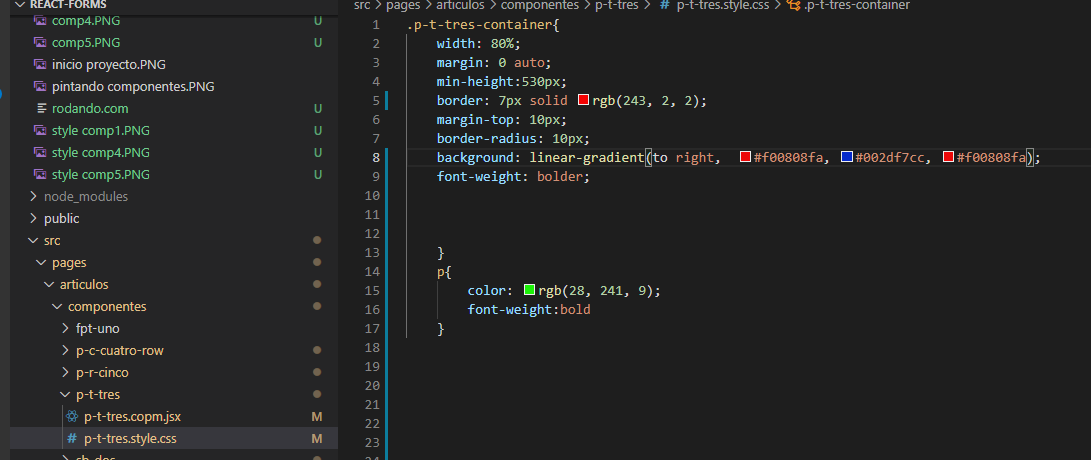 REACT-FORMS
comp4.PNG U
comp5.PNG U
inicio proyecto.PNG
pintando componentes.PNG
rodando.com U
style comp1.PNG U
style comp4.PNG U
style comp5.PNG U
node_modules
public
src
pages
articulos
componentes
fpt-uno
p-c-cuatro-row
p-r-cinco
p-t-tres
p-t-tres.copm.jsx M
# p-t-tres.style.css M
src > pages > articulos > componentes > p-t-tres > # p-t-tres.style.css > .p-t-tres-container
1 .p-t-tres-container{
2 width: 80%;
3 margin: 0 auto;
4 min-height:530px;
5 border: 7px solid rgb(243, 2, 2);
6 margin-top: 10px;
7 border-radius: 10px;
8 background: linear-gradient(to right, #f00808fa, #002df7cc, #f00808fa);
9 font-weight: bolder;
10
11
12
13 }
14 p{
15 color: rgb(28, 241, 9);
16 font-weight:bold
17 }
18
19
20
21
22
23